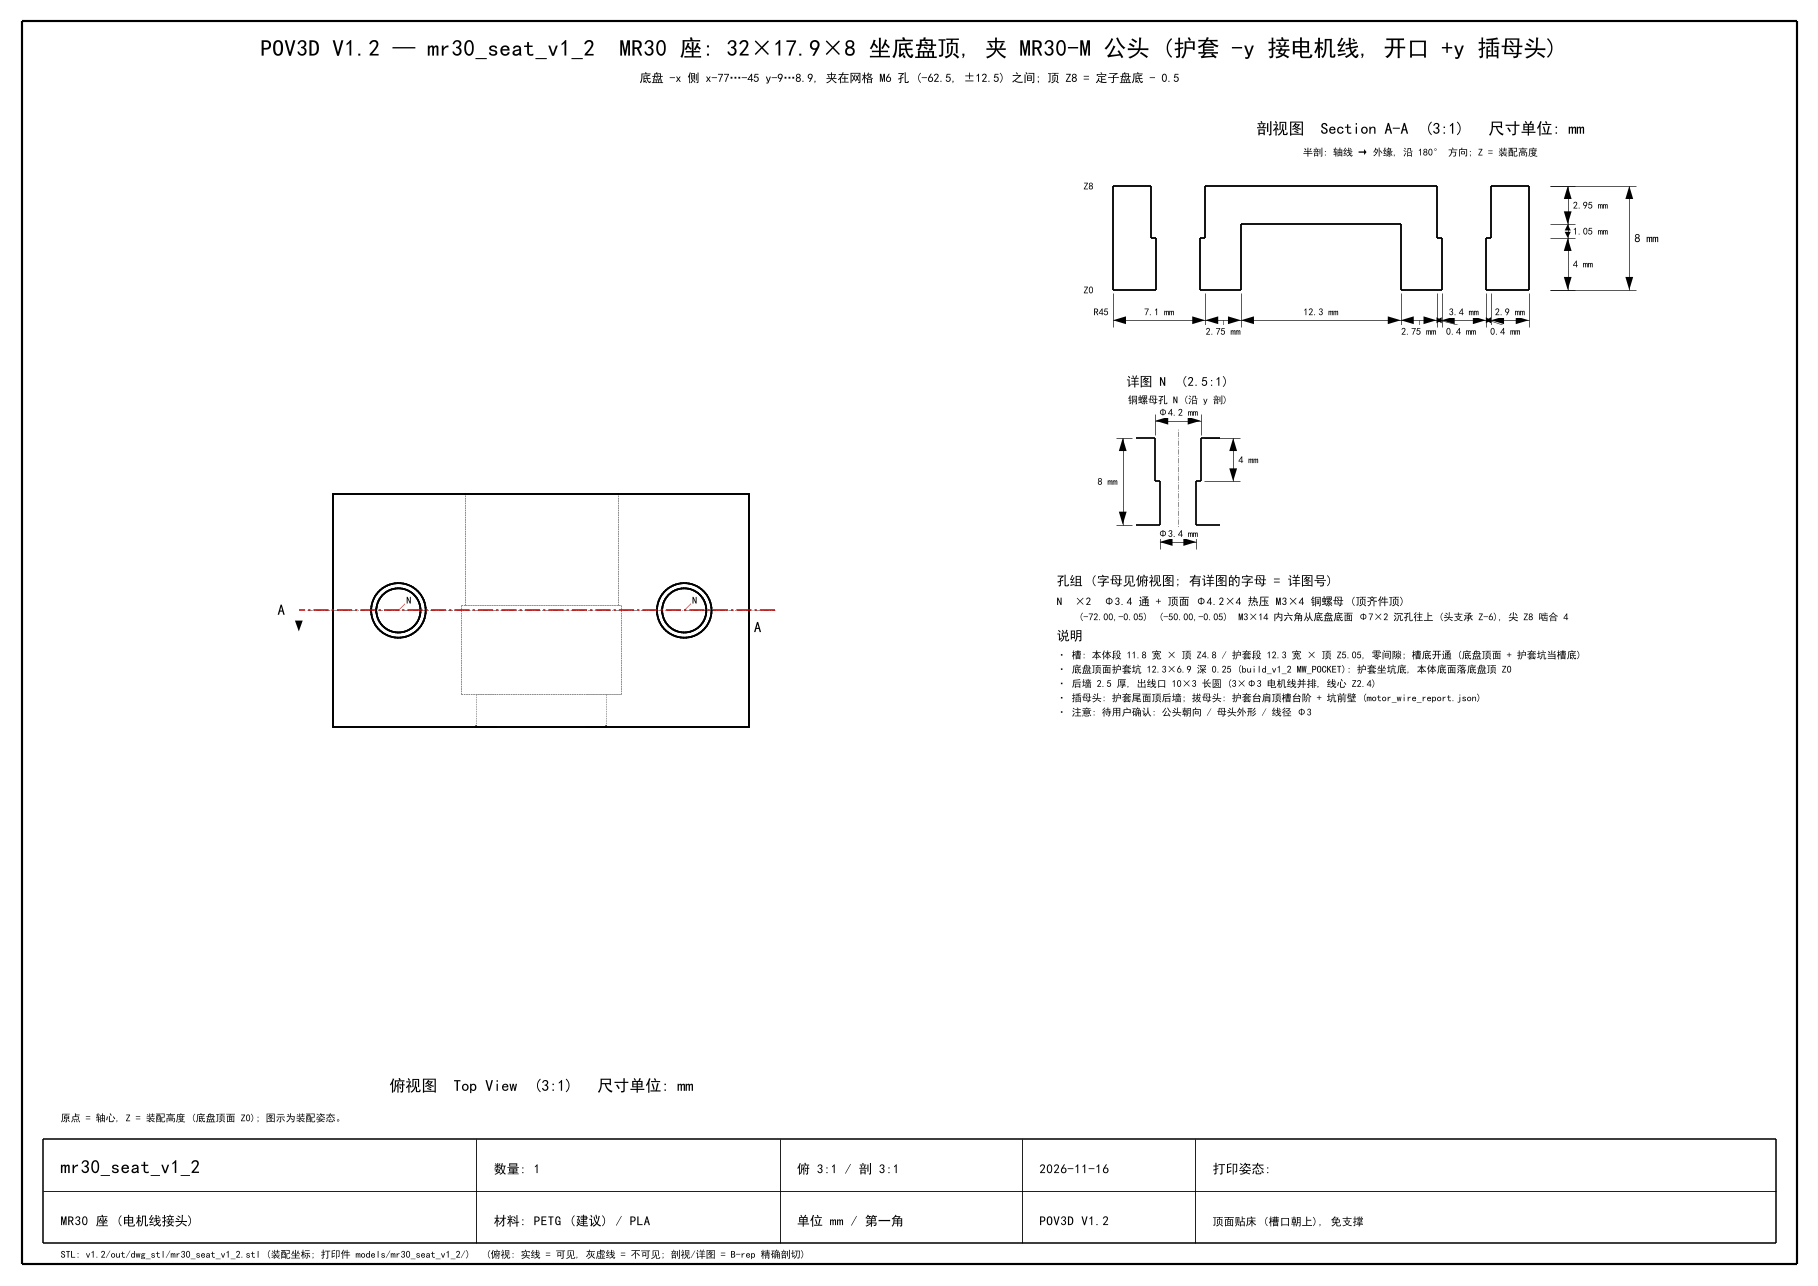 POV3D V1.2 — mr30_seat_v1_2  MR30 座: 32×17.9×8 坐底盘顶, 夹 MR30-M 公头 (护套 -y 接电机线, 开口 +y 插母头)
底盘 -x 侧 x-77…-45 y-9…8.9, 夹在网格 M6 孔 (-62.5, ±12.5) 之间; 顶 Z8 = 定子盘底 - 0.5
剖视图  Section A-A  (3:1)  尺寸单位: mm
半剖: 轴线 → 外缘, 沿 180° 方向; Z = 装配高度
Z8
2.95 mm
1.05 mm
8 mm
4 mm
Z0
R45
7.1 mm
12.3 mm
3.4 mm
2.9 mm
2.75 mm
2.75 mm
0.4 mm
0.4 mm
详图 N  (2.5:1)
铜螺母孔 N (沿 y 剖)
Φ4.2 mm
4 mm
8 mm
Φ3.4 mm
N
N
A
A
孔组 (字母见俯视图; 有详图的字母 = 详图号)
N  ×2  Φ3.4 通 + 顶面 Φ4.2×4 热压 M3×4 铜螺母 (顶齐件顶)
(-72.00,-0.05)  (-50.00,-0.05)  M3×14 内六角从底盘底面 Φ7×2 沉孔往上 (头支承 Z-6), 尖 Z8 啮合 4
说明
· 槽: 本体段 11.8 宽 × 顶 Z4.8 / 护套段 12.3 宽 × 顶 Z5.05, 零间隙; 槽底开通 (底盘顶面 + 护套坑当槽底)
· 底盘顶面护套坑 12.3×6.9 深 0.25 (build_v1_2 MW_POCKET): 护套坐坑底, 本体底面落底盘顶 Z0
· 后墙 2.5 厚, 出线口 10×3 长圆 (3×Φ3 电机线并排, 线心 Z2.4)
· 插母头: 护套尾面顶后墙; 拔母头: 护套台肩顶槽台阶 + 坑前壁 (motor_wire_report.json)
· 注意: 待用户确认: 公头朝向 / 母头外形 / 线径 Φ3
俯视图  Top View  (3:1)  尺寸单位: mm
原点 = 轴心, Z = 装配高度 (底盘顶面 Z0); 图示为装配姿态。
mr30_seat_v1_2
数量: 1
俯 3:1 / 剖 3:1
2026-11-16
打印姿态:
MR30 座 (电机线接头)
材料: PETG (建议) / PLA
单位 mm / 第一角
POV3D V1.2
顶面贴床 (槽口朝上), 免支撑
STL: v1.2/out/dwg_stl/mr30_seat_v1_2.stl (装配坐标; 打印件 models/mr30_seat_v1_2/)  (俯视: 实线 = 可见, 灰虚线 = 不可见; 剖视/详图 = B-rep 精确剖切)